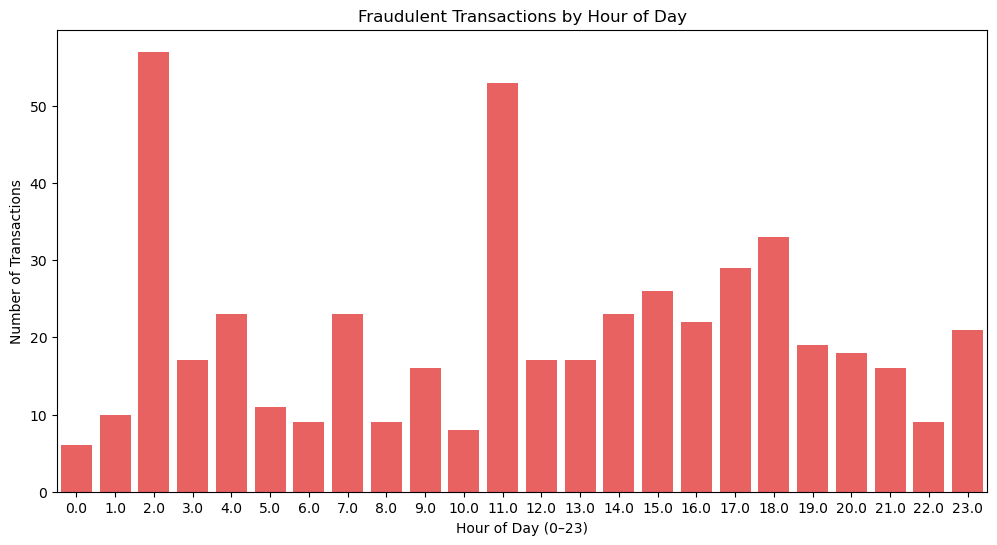 Fraudulent Transactions by Hour of Day
Number of Transactions
50
40
30
20
10
0
0.0 1.0 2.0 3.0 4.0 5.0 6.0 7.0 8.0 9.0 10.0 11.0 12.0 13.0 14.0 15.0 16.0 17.0 18.0 19.0 20.0 21.0 22.0 23.0
Hour of Day (0–23)